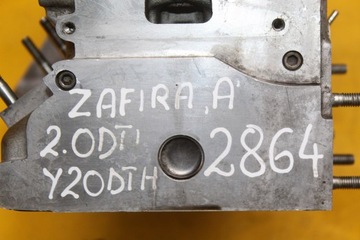 ZAFIRA, A'
2.0DTI
Y20DTH
2864